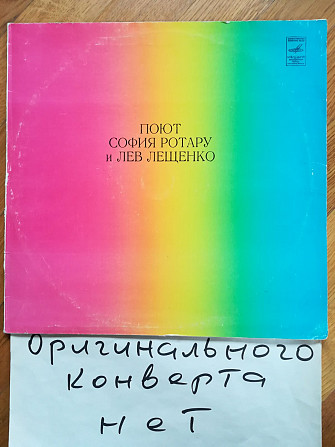 ПОЮТ
СОФИЯ РОТАРУ
и ЛЕВ ЛЕЩЕНКО
Оригинального
конверта
нет